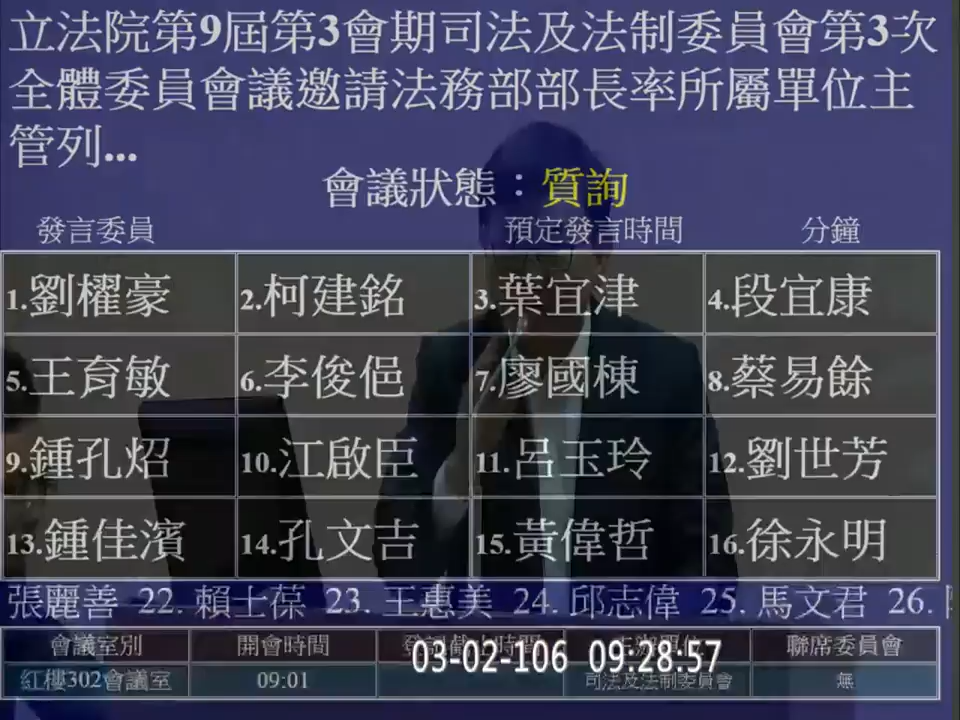 立法院第9屆第3會期司法及法制委員會第3次
全體委員會議邀請法務部部長率所屬單位主
管列...
會議狀態：質詢
發言委員 預定發言時間 分鐘
1.劉櫂豪 2.柯建銘 3.葉宜津 4.段宜康
5.王育敏 6.李俊俋 7.廖國棟 8.蔡易餘
9.鍾孔炤 10.江啟臣 11.呂玉玲 12.劉世芳
13.鍾佳濱 14.孔文吉 15.黃偉哲 16.徐永明
張麗善 22. 賴士葆 23. 王惠美 24. 邱志偉 25. 馬文君 26.
會議室別 開會時間 聯席委員會
03-02-106 09:28:57
紅樓302會議室 09:01 司法及法制委員會 無